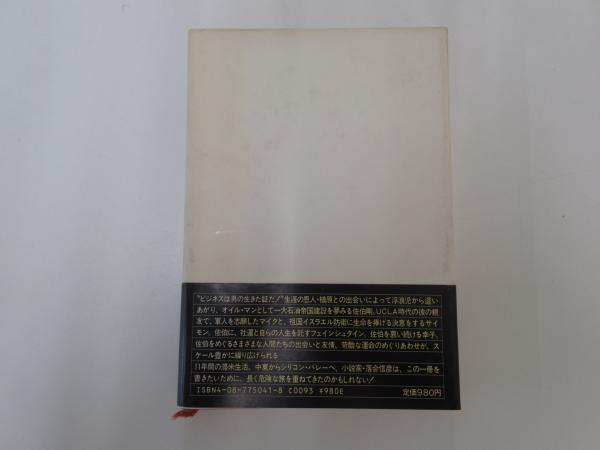 "ビジネスは男の生きた証だ!"生涯の恩人・楠原との出会いによって浮浪児から這い
あがり、オイル・マンとして一大石油帝国建設を夢みる佐伯剛。UCLA時代の彼の親
友で、軍人を志願したマイクと、祖国イスラエル防衛に生命を捧げる決意をするサイ
モン。佐伯に、社運と自らの人生を託すフェインシュタイン。佐伯を慕い続ける幸子。
佐伯をめぐるさまざまな人間たちの出会いと友情、苛酷な運命のめぐりあわせが、ス
ケール豊かに繰り広げられる
11年間の滞米生活。中東からシリコン・バレーへ。小説家・落合信彦は、この一冊を
書きたいために、長く危険な旅を重ねてきたのかもしれない!
ISBN4-08-775041-8 C0093 ¥980E
定価980円